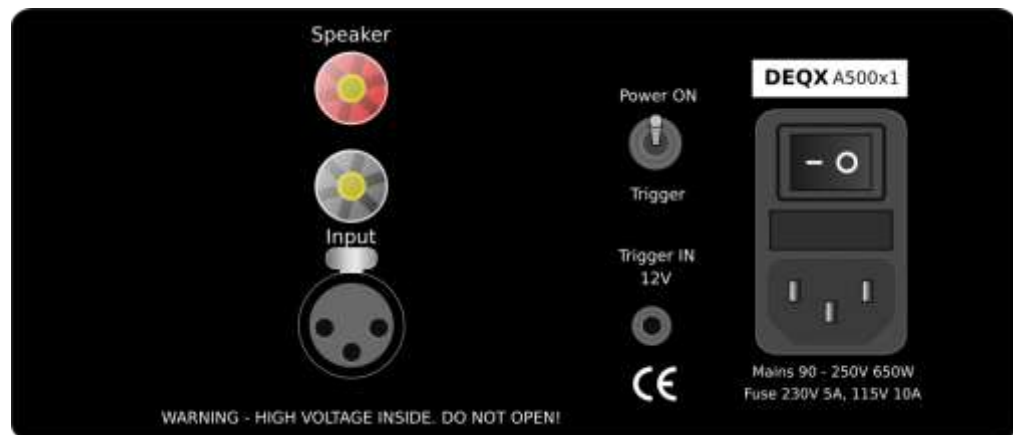 Speaker
Input
Power ON
Trigger
Trigger IN
12V
CE
DEQX A500x1
Mains 90 - 250V 650W
Fuse 230V 5A, 115V 10A
WARNING - HIGH VOLTAGE INSIDE. DO NOT OPEN!